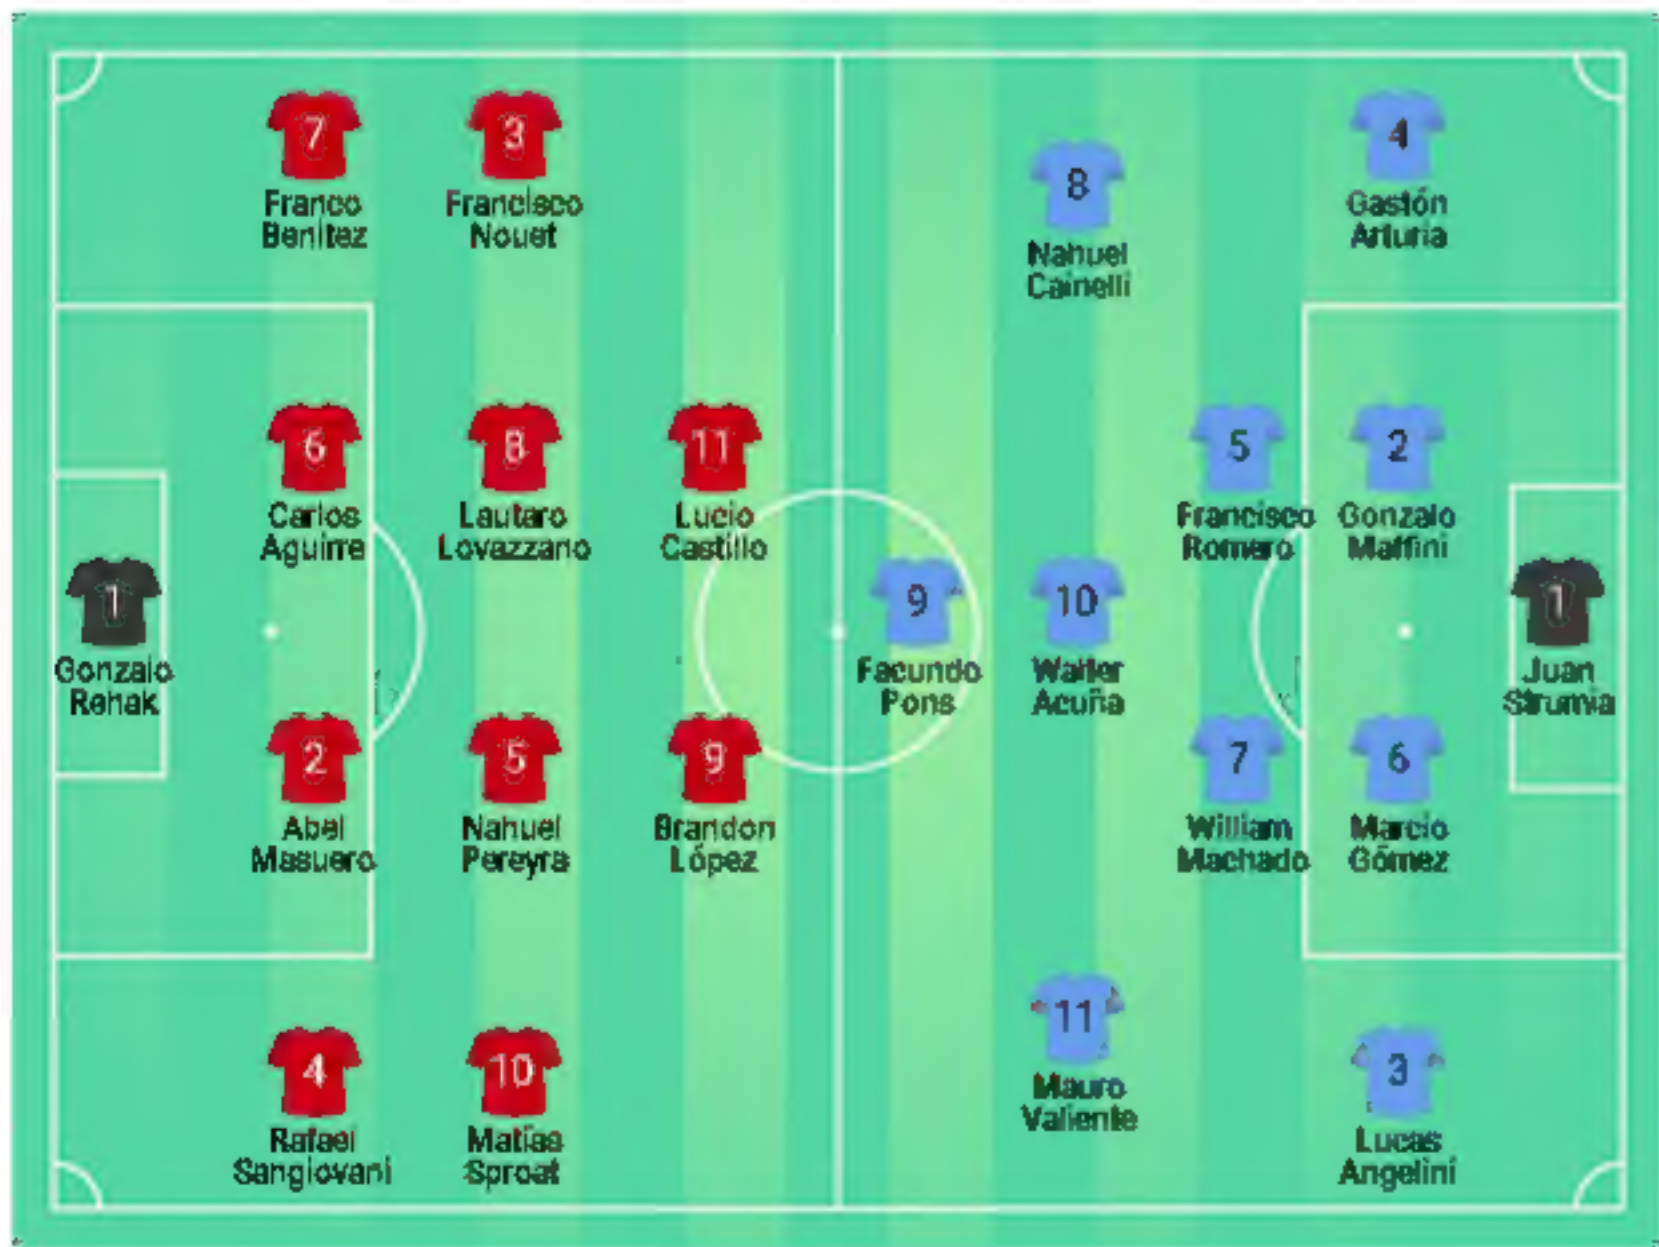 7
Franco
Benítez
3
Francisco
Nouet
8
Nahuel
Cainelli
4
Gastón
Arturia
6
Carlos
Aguirre
8
Lautaro
Lovazzano
11
Lucio
Castillo
5
Francisco
Romero
2
Gonzalo
Maffini
1
Gonzalo
Rehak
9
Facundo
Pons
10
Walter
Acuña
1
Juan
Strumia
2
Abel
Masuero
5
Nahuel
Pereyra
9
Brandon
López
7
William
Machado
6
Marcio
Gómez
4
Rafael
Sangiovani
10
Matías
Sproat
11
Mauro
Valiente
3
Lucas
Angelini